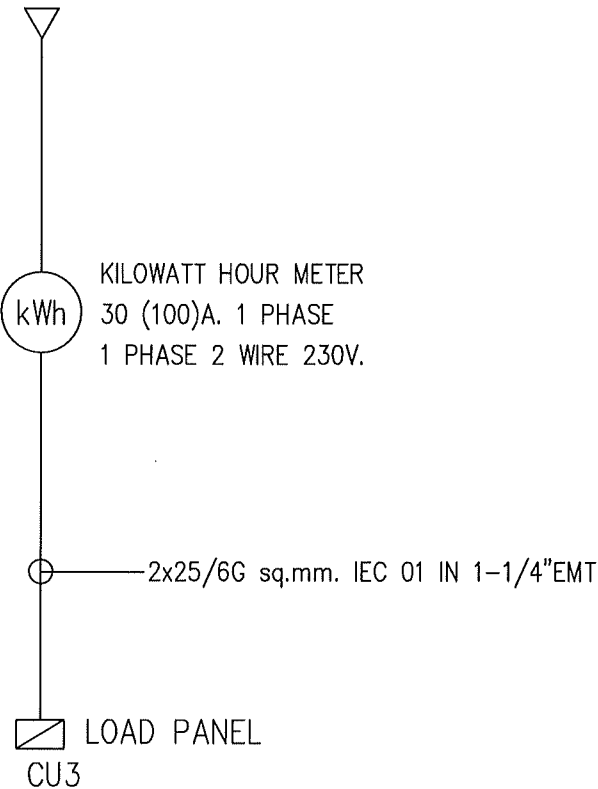 kWh
KILOWATT HOUR METER
30 (100)A. 1 PHASE
1 PHASE 2 WIRE 230V.
2x25/6G sq.mm. IEC 01 IN 1-1/4"EMT
LOAD PANEL
CU3